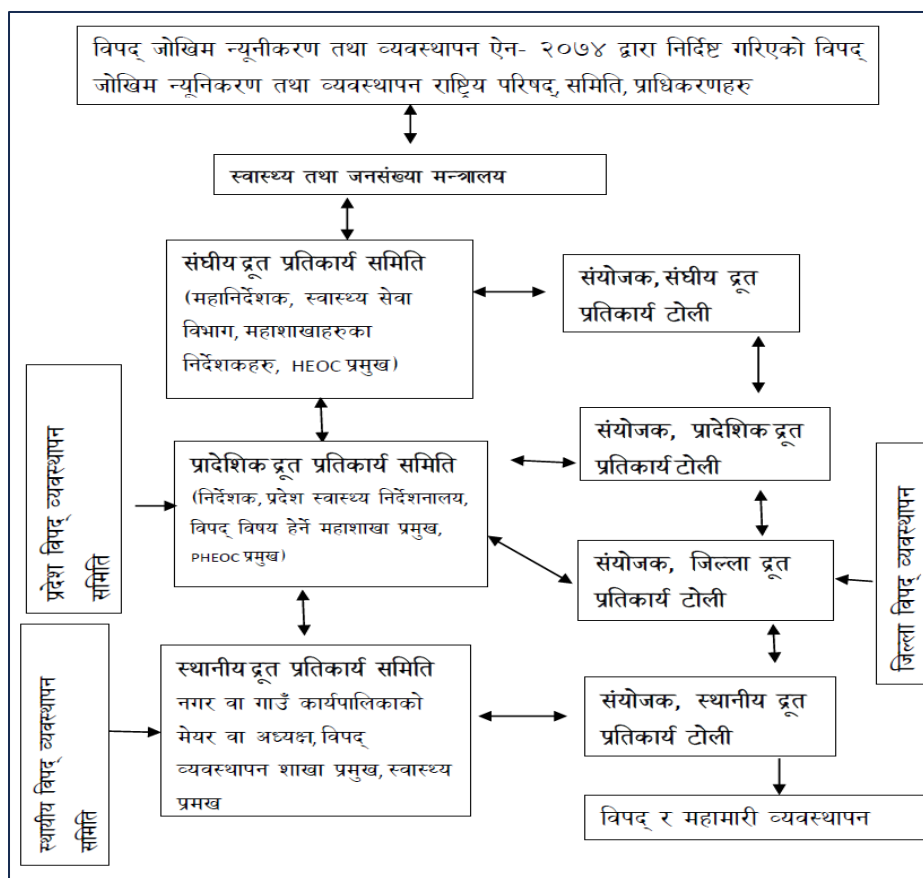 विपद् जोखिम न्यूनीकरण तथा व्यवस्थापन ऐन- २०७४ द्वारा निर्दिष्ट गरिएको विपद्
जोखिम न्यूनिकरण तथा व्यवस्थापन राष्ट्रिय परिषद्, समिति, प्राधिकरणहरु
स्वास्थ्य तथा जनसंख्या मन्त्रालय
संघीय द्रूत प्रतिकार्य समिति
(महानिर्देशक, स्वास्थ्य सेवा
विभाग, महाशाखाहरुका
निर्देशकहरु, HEOC प्रमुख)
संयोजक, संघीय द्रूत
प्रतिकार्य टोली
प्रदेश विपद् व्यवस्थापन
समिति
प्रादेशिक द्रूत प्रतिकार्य समिति
(निर्देशक, प्रदेश स्वास्थ्य निर्देशनालय,
विपद् विषय हेर्ने महाशाखा प्रमुख,
PHEOC प्रमुख)
संयोजक, प्रादेशिक द्रूत
प्रतिकार्य टोली
संयोजक, जिल्ला द्रूत
प्रतिकार्य टोली
जिल्ला विपद् व्यवस्थापन
स्थायीय विपद् व्यवस्थापन
समिति
स्थानीय द्रूत प्रतिकार्य समिति
नगर वा गाउँ कार्यपालिकाको
मेयर वा अध्यक्ष, विपद्
व्यवस्थापन शाखा प्रमुख, स्वास्थ्य
प्रमख
संयोजक, स्थानीय द्रूत
प्रतिकार्य टोली
विपद् र महामारी व्यवस्थापन